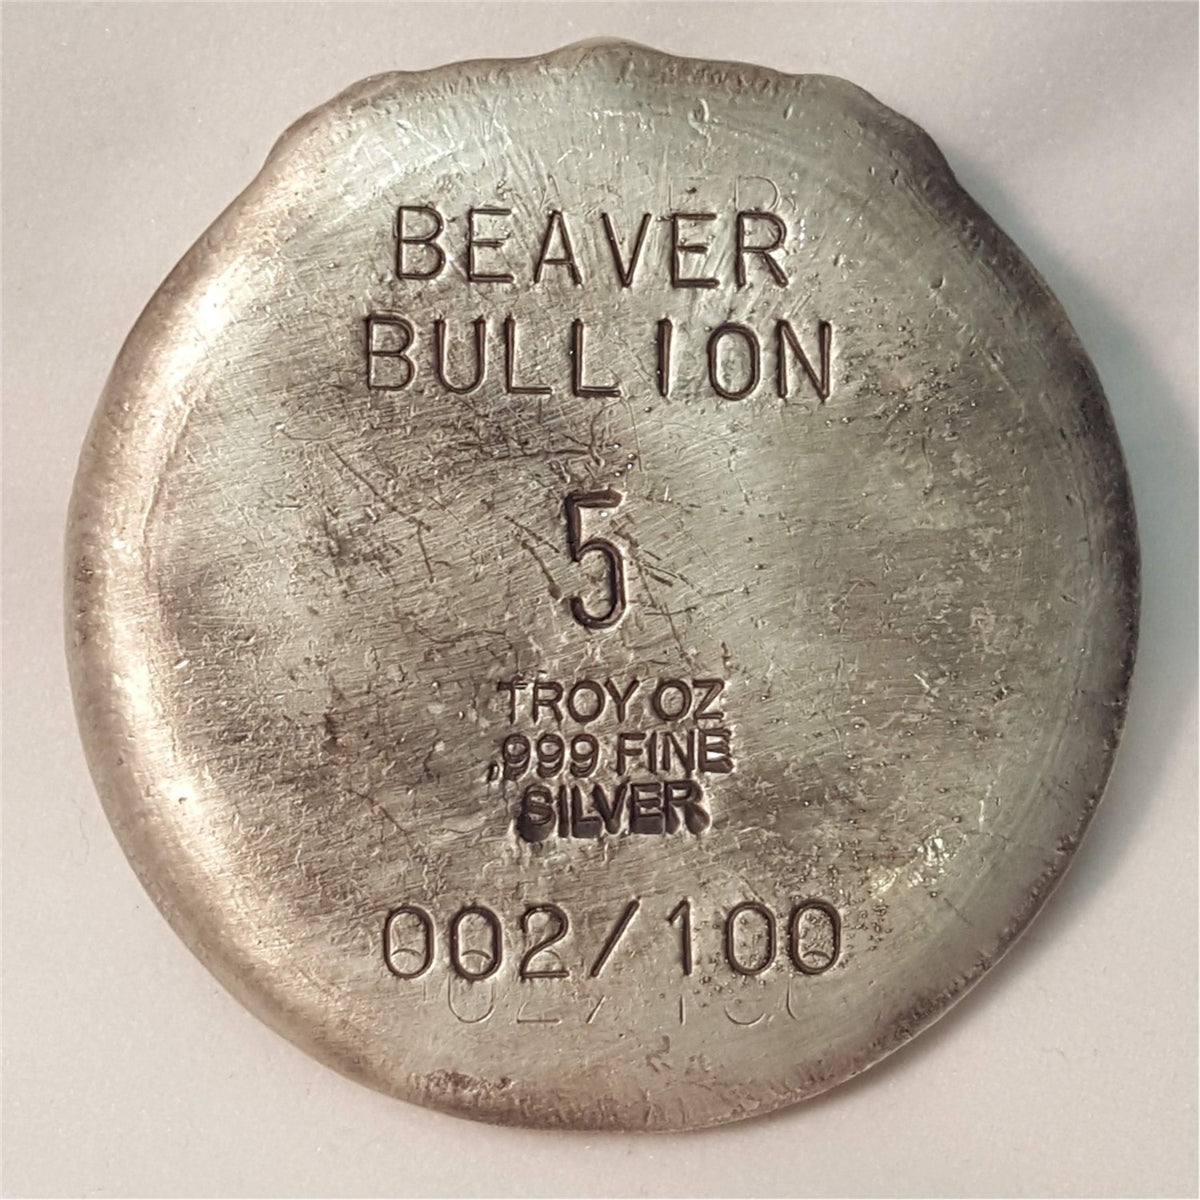 BEAVER
BULLION
5
TROY OZ
.999 FINE
SILVER
002/100